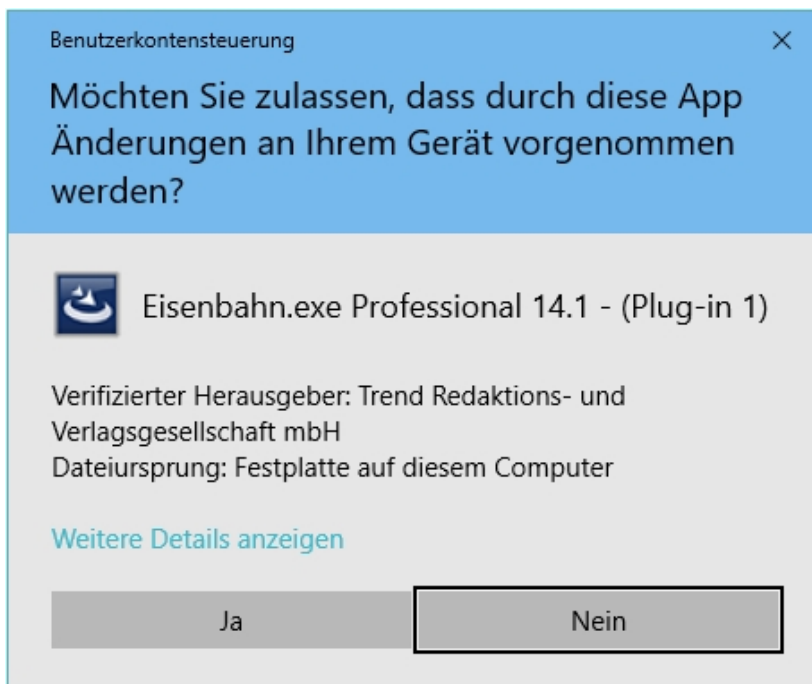 Benutzerkontensteuerung
Möchten Sie zulassen, dass durch diese App
Änderungen an Ihrem Gerät vorgenommen
werden?
Eisenbahn.exe Professional 14.1 - (Plug-in 1)
Verifizierter Herausgeber: Trend Redaktions- und
Verlagsgesellschaft mbH
Dateiursprung: Festplatte auf diesem Computer
Weitere Details anzeigen
Ja
Nein